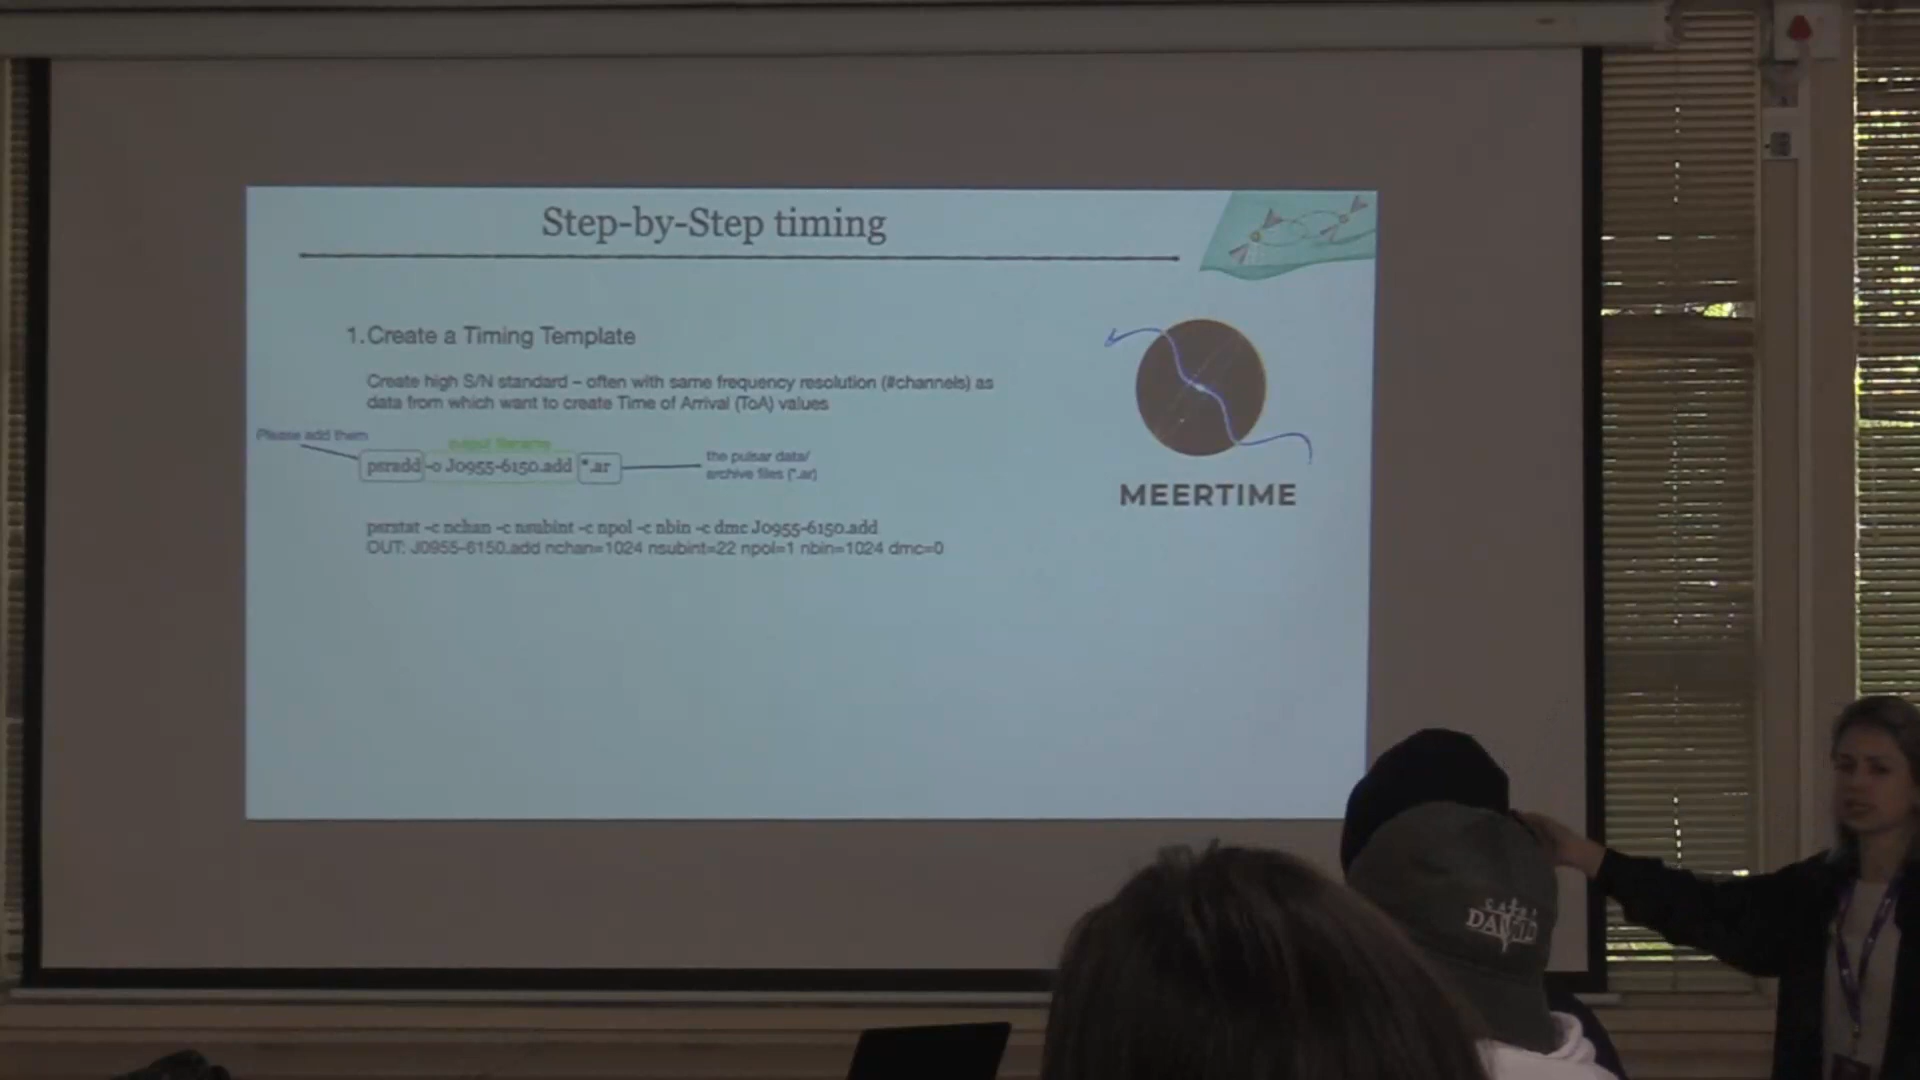 Step-by-Step timing
1. Create a Timing Template
Create high S/N standard – often with same frequency resolution (#channels) as
data from which want to create Time of Arrival (ToA) values
Please add them
output filename
psradd -o J0955-6150.add *.ar
the pulsar data/
archive files (*.ar)
psrstat -c nchan -c nsubint -c npol -c nbin -c dmc J0955-6150.add
OUT: J0955-6150.add nchan=1024 nsubint=22 npol=1 nbin=1024 dmc=0
MEERTIME